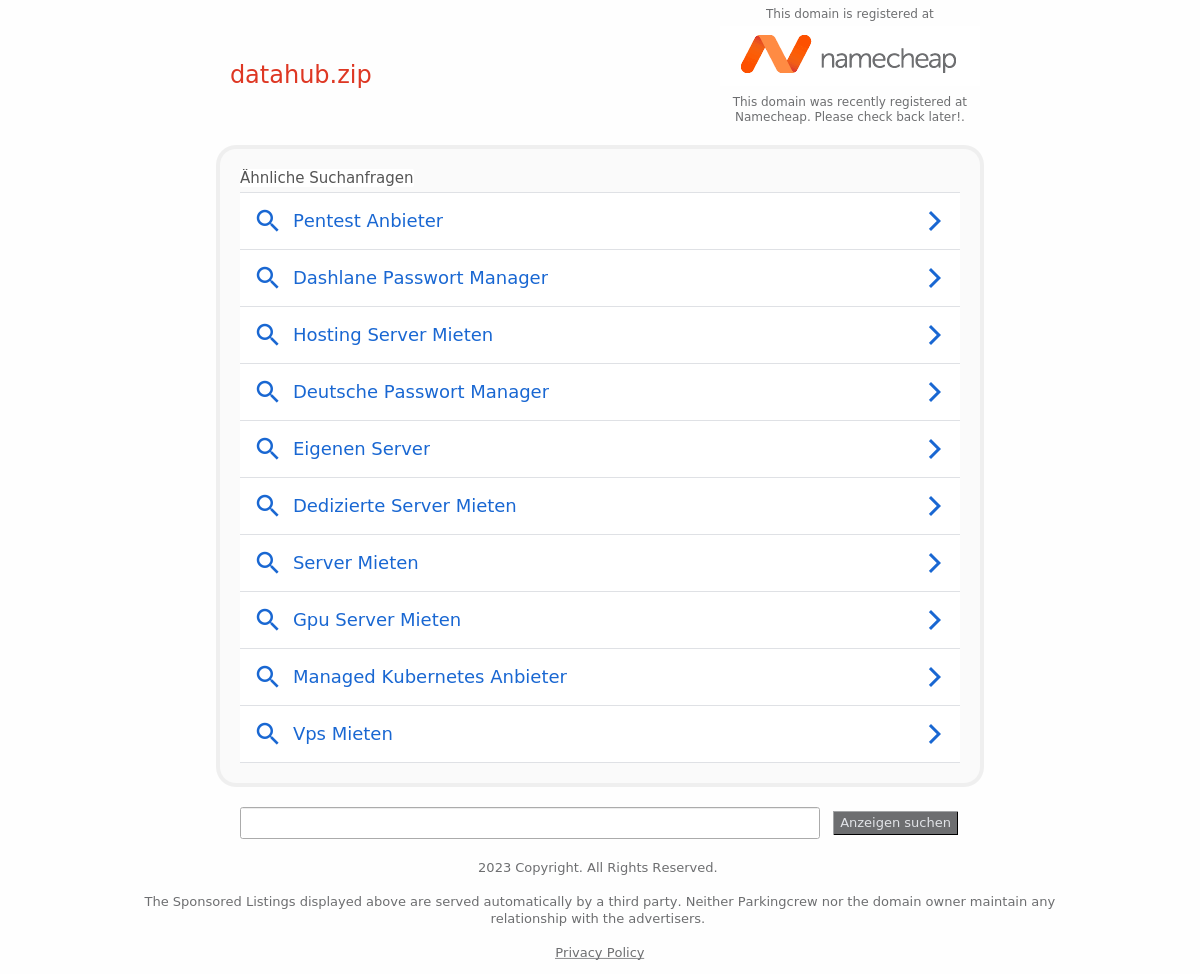 This domain is registered at
namecheap
datahub.zip
This domain was recently registered at
Namecheap. Please check back later!.
Ähnliche Suchanfragen
Pentest Anbieter
Dashlane Passwort Manager
Hosting Server Mieten
Deutsche Passwort Manager
Eigenen Server
Dedizierte Server Mieten
Server Mieten
Gpu Server Mieten
Managed Kubernetes Anbieter
Vps Mieten
Anzeigen suchen
2023 Copyright. All Rights Reserved.
The Sponsored Listings displayed above are served automatically by a third party. Neither Parkingcrew nor the domain owner maintain any
relationship with the advertisers.
Privacy Policy